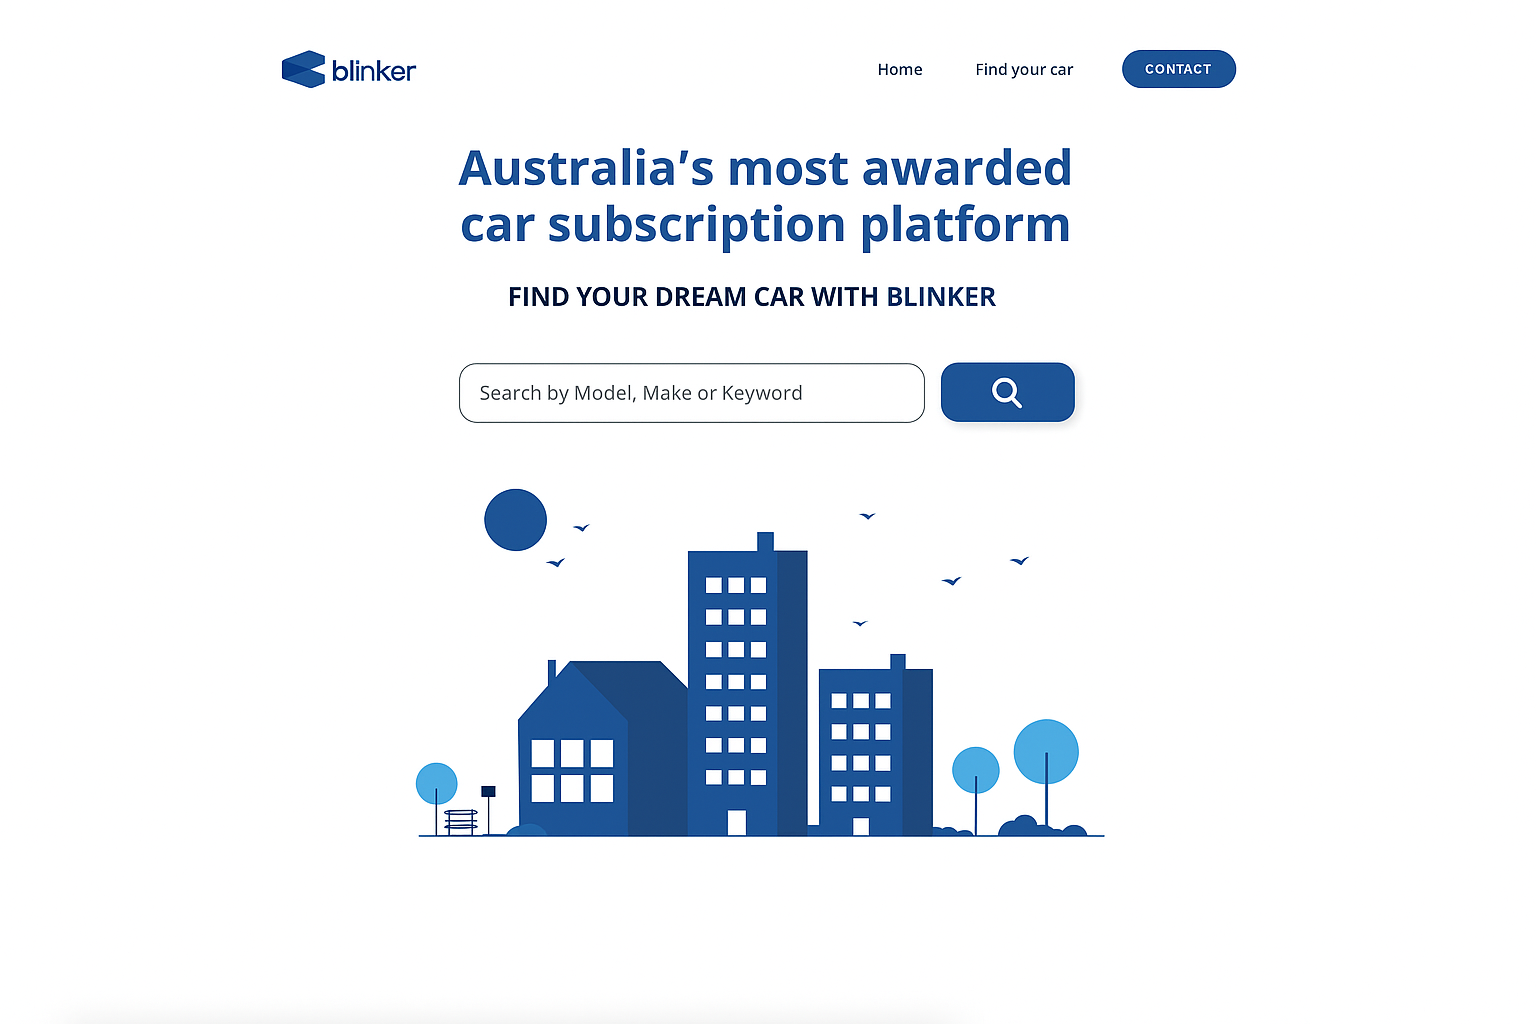 blinker
Home
Find your car
CONTACT
Australia’s most awarded
car subscription platform
FIND YOUR DREAM CAR WITH BLINKER
Search by Model, Make or Keyword